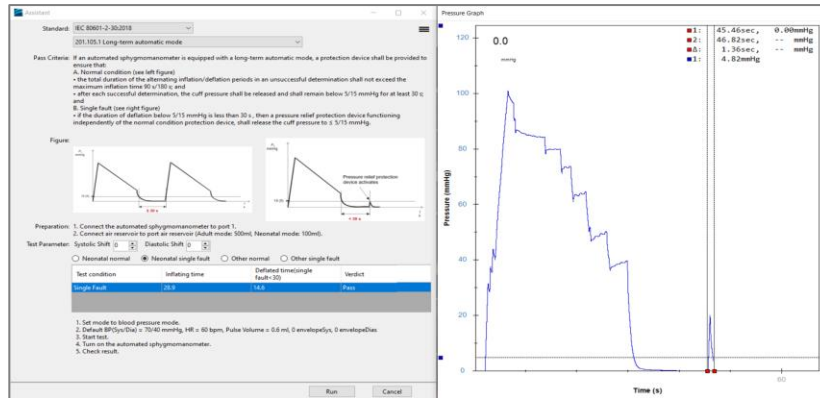 Assistant
Standard: IEC 80601-2-30:2018
201.105.1 Long-term automatic mode
Pass Criteria: If an automated sphygmomanometer is equipped with a long-term automatic mode, a protection device shall be provided to
ensure that:
A. Normal condition (see left figure)
• the total duration of the alternating inflation/deflation periods in an unsuccessful determination shall not exceed the
maximum inflation time 90 s/180 s; and
• after each successful determination, the cuff pressure shall be released and shall remain below 5/15 mmHg for at least 30 s;
and
B. Single fault (see right figure)
• if the duration of deflation below 5/15 mmHg is less than 30 s, then a pressure relief protection device functioning
independently of the normal condition protection device, shall release the cuff pressure to ≤ 5/15 mmHg.
Figure:
Pressure relief protection
device activates
Preparation: 1. Connect the automated sphygmomanometer to port 1.
2. Connect air reservoir to port air reservoir (Adult mode: 500ml, Neonatal mode: 100ml).
Test Parameter: Systolic Shift 0 Diastolic Shift 0
Neonatal normal Neonatal single fault Other normal Other single fault
Test condition Inflating time Deflated time(single fault<30) Verdict
Single Fault 28.9 14.6 Pass
1. Set mode to blood pressure mode.
2. Default BP(Sys/Dia) = 70/40 mmHg, HR = 60 bpm, Pulse Volume = 0.6 ml, 0 envelopeSys, 0 envelopeDias
3. Start test.
4. Turn on the automated sphygmomanometer.
5. Check result.
Run Cancel
Pressure Graph
0.0
mmHg
1: 45.46sec, 0.00mmHg
2: 46.82sec, -- mmHg
Δ: 1.36sec, -- mmHg
1: 4.82mmHg
120
100
80
60
40
20
0
Pressure (mmHg)
60
Time (s)